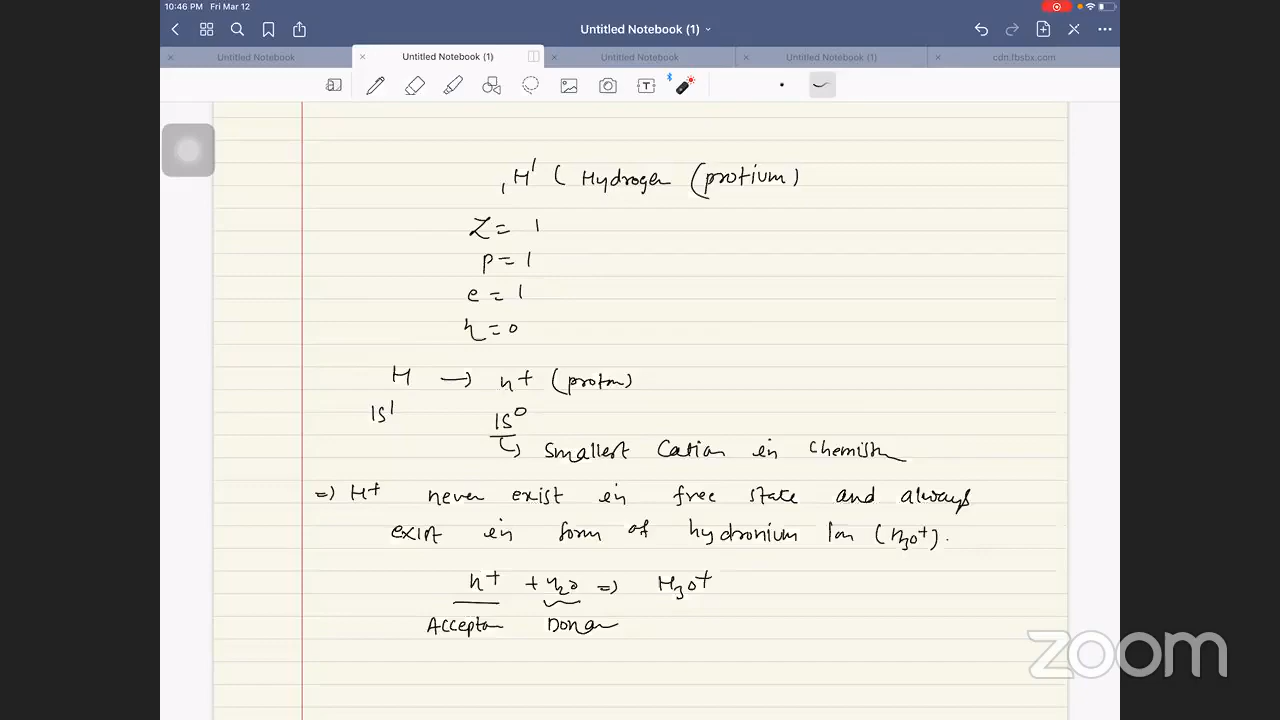 10:46 PM Fri Mar 12
Untitled Notebook (1)
Untitled Notebook
Untitled Notebook (1)
Untitled Notebook
Untitled Notebook (1)
cdn.fbsbx.com
₁H¹ ( Hydrogen (protium)
Z = 1
p = 1
e = 1
n = 0
H → H+ (proton)
1S¹ 1S⁰
↳ Smallest Cation in Chemistry
⇒ H+ never exist in free state and always
exist in form of hydronium Ion (H₃O+).
H+ + H₂O ⇒ H₃O+
Acceptor Donor
zoom